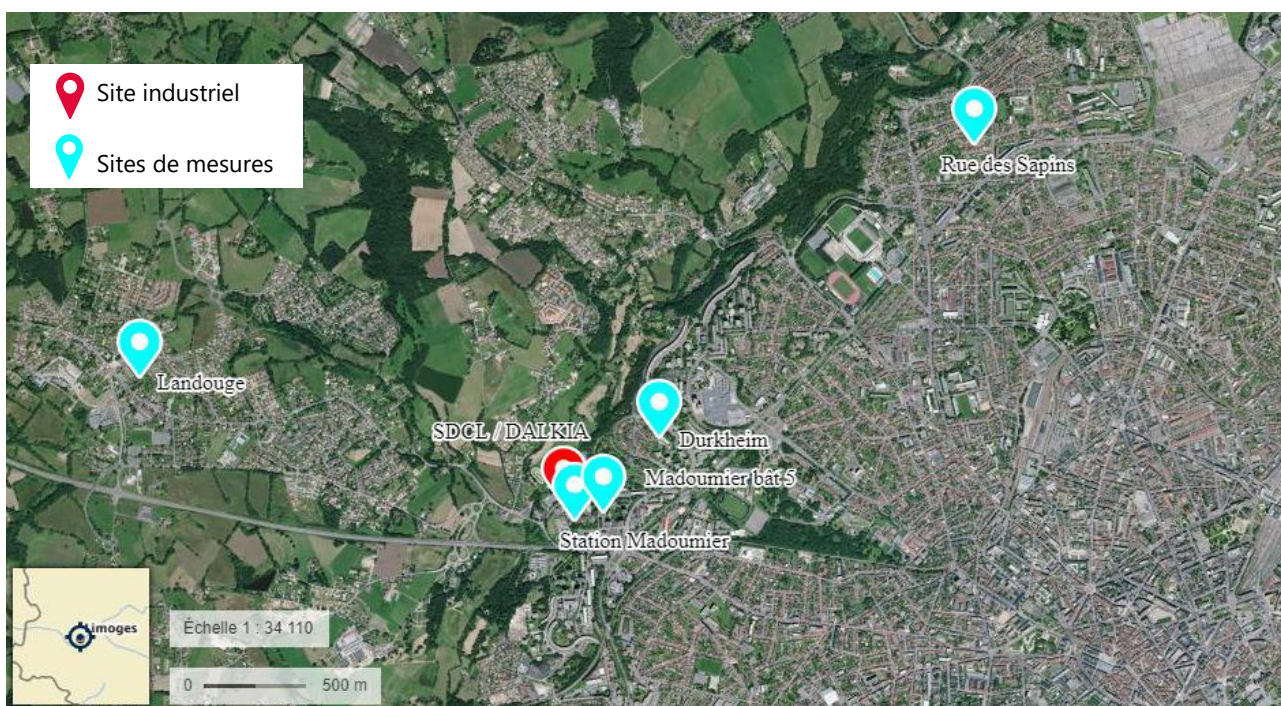 Site industriel
Sites de mesures
Rue des Sapins
Landouge
SDCL / DALKIA
Durkheim
Madoumier bât 5
Station Madoumier
Limoges
Échelle 1 : 34 110
0 500 m